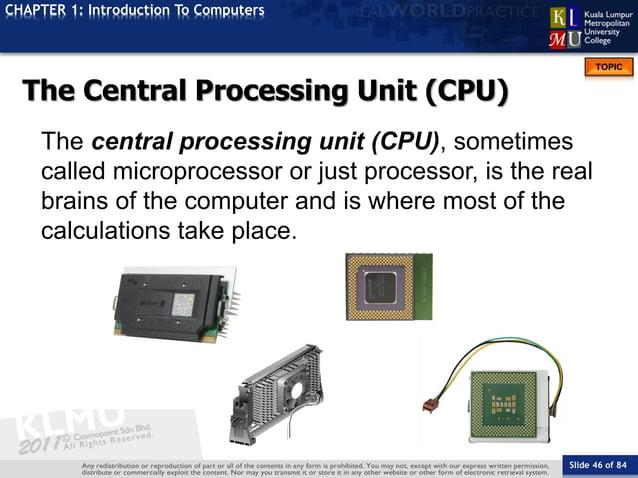 CHAPTER 1: Introduction To Computers
REALWORLDPRACTICE
KL
MU
Kuala Lumpur
Metropolitan
University
College
TOPIC
The Central Processing Unit (CPU)
The central processing unit (CPU), sometimes
called microprocessor or just processor, is the real
brains of the computer and is where most of the
calculations take place.
KLMU
2011© Cosmopoint Sdn Bhd.
All Rights Reserved.
Any redistribution or reproduction of part or all of the contents in any form is prohibited. You may not, except with our express written permission,
distribute or commercially exploit the content. Nor may you transmit it or store it in any other website or other form of electronic retrieval system.
Slide 46 of 84